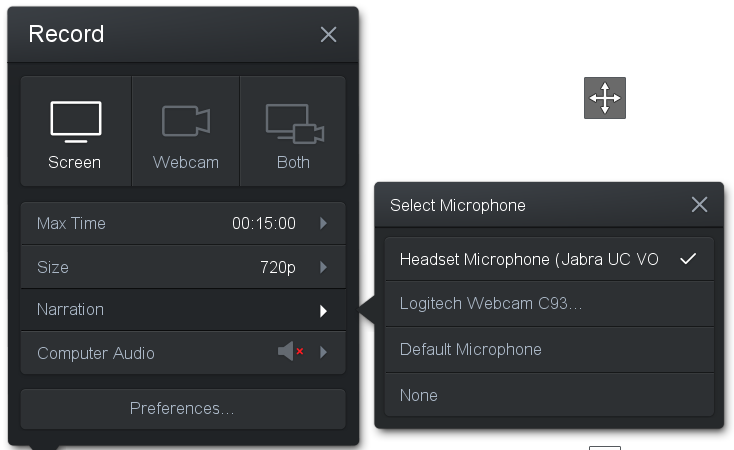 Record
Screen
Webcam
Both
Max Time 00:15:00
Size 720p
Narration
Computer Audio
Preferences...
Select Microphone
Headset Microphone (Jabra UC VO
Logitech Webcam C93...
Default Microphone
None